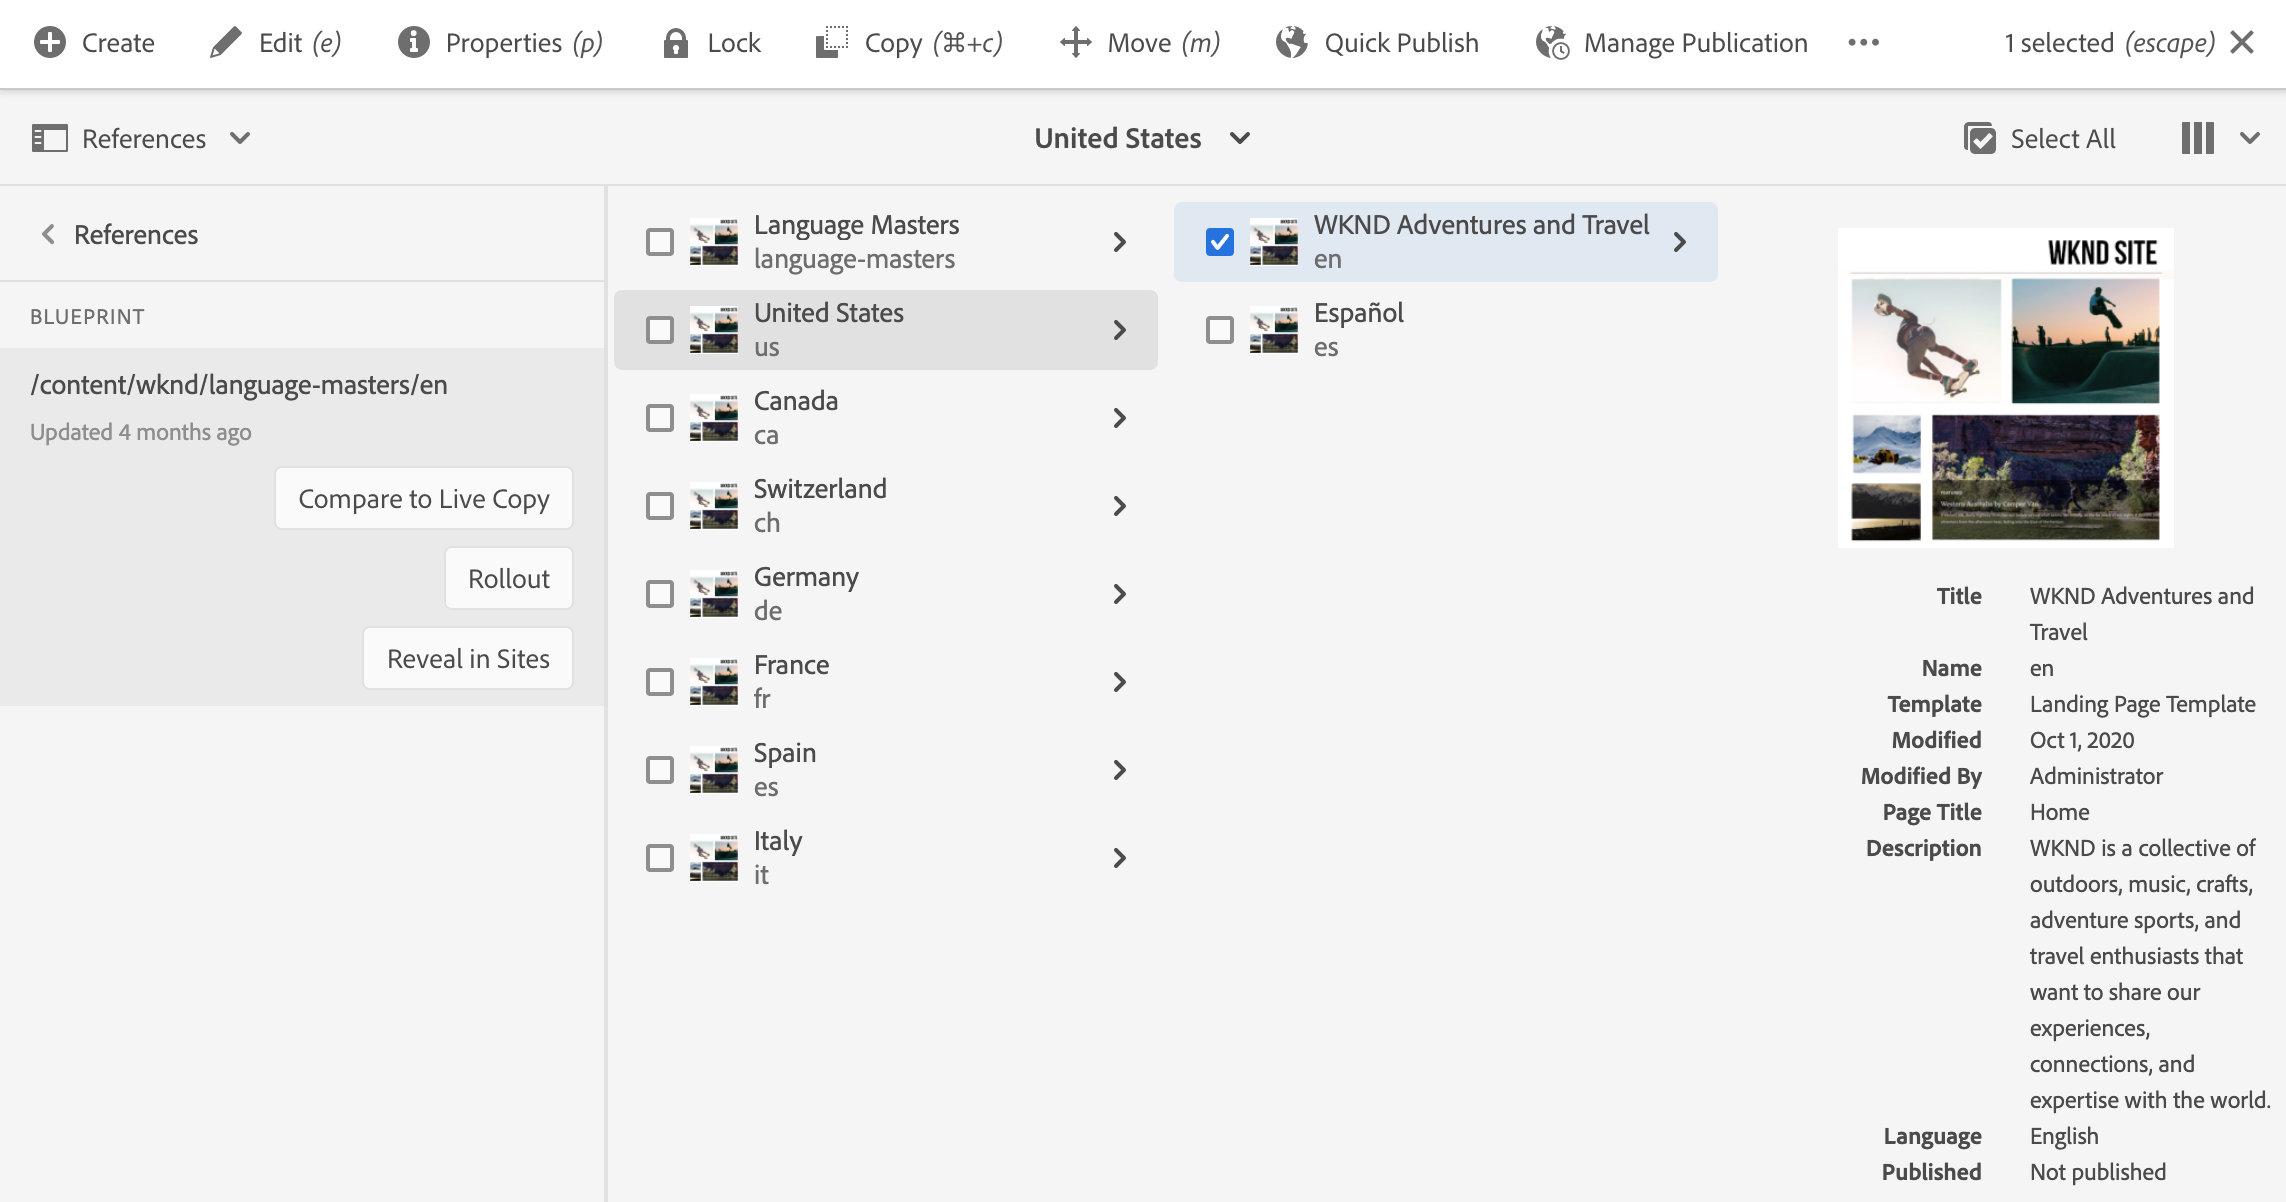 Create
Edit (e)
Properties (p)
Lock
Copy (⌘+c)
Move (m)
Quick Publish
Manage Publication
1 selected (escape)
References
United States
Select All
References
BLUEPRINT
/content/wknd/language-masters/en
Updated 4 months ago
Compare to Live Copy
Rollout
Reveal in Sites
Language Masters
language-masters
United States
us
Canada
ca
Switzerland
ch
Germany
de
France
fr
Spain
es
Italy
it
WKND Adventures and Travel
en
Español
es
WKND SITE
Western Australia by Camper Van
Title WKND Adventures and
Travel
Name en
Template Landing Page Template
Modified Oct 1, 2020
Modified By Administrator
Page Title Home
Description WKND is a collective of
outdoors, music, crafts,
adventure sports, and
travel enthusiasts that
want to share our
experiences,
connections, and
expertise with the world.
Language English
Published Not published